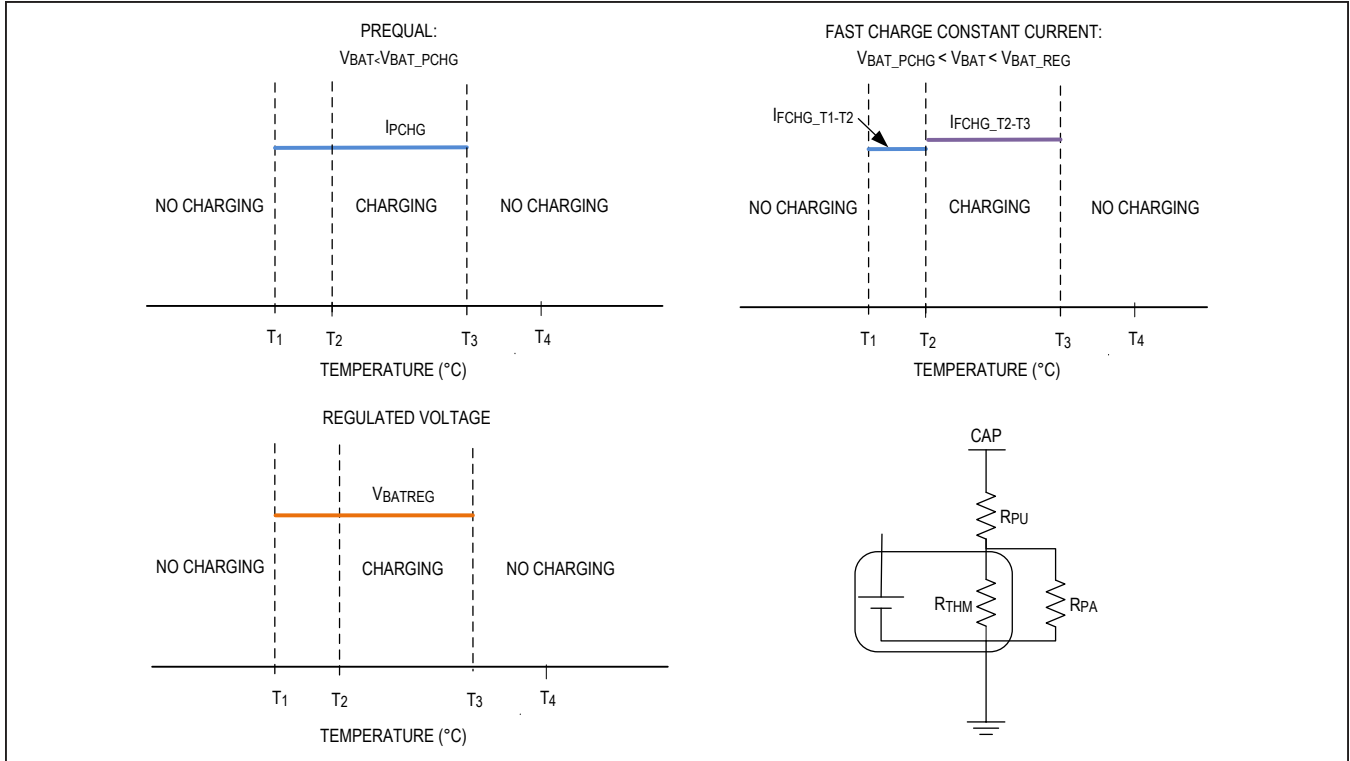 PREQUAL:
VBAT<VBAT_PCHG
IPCHG
NO CHARGING
CHARGING
NO CHARGING
T1
T2
T3
T4
TEMPERATURE (°C)
FAST CHARGE CONSTANT CURRENT:
VBAT_PCHG < VBAT < VBAT_REG
IFCHG_T1-T2
IFCHG_T2-T3
NO CHARGING
CHARGING
NO CHARGING
T1
T2
T3
T4
TEMPERATURE (°C)
REGULATED VOLTAGE
VBATREG
NO CHARGING
CHARGING
NO CHARGING
T1
T2
T3
T4
TEMPERATURE (°C)
CAP
RPU
RTHM
RPA